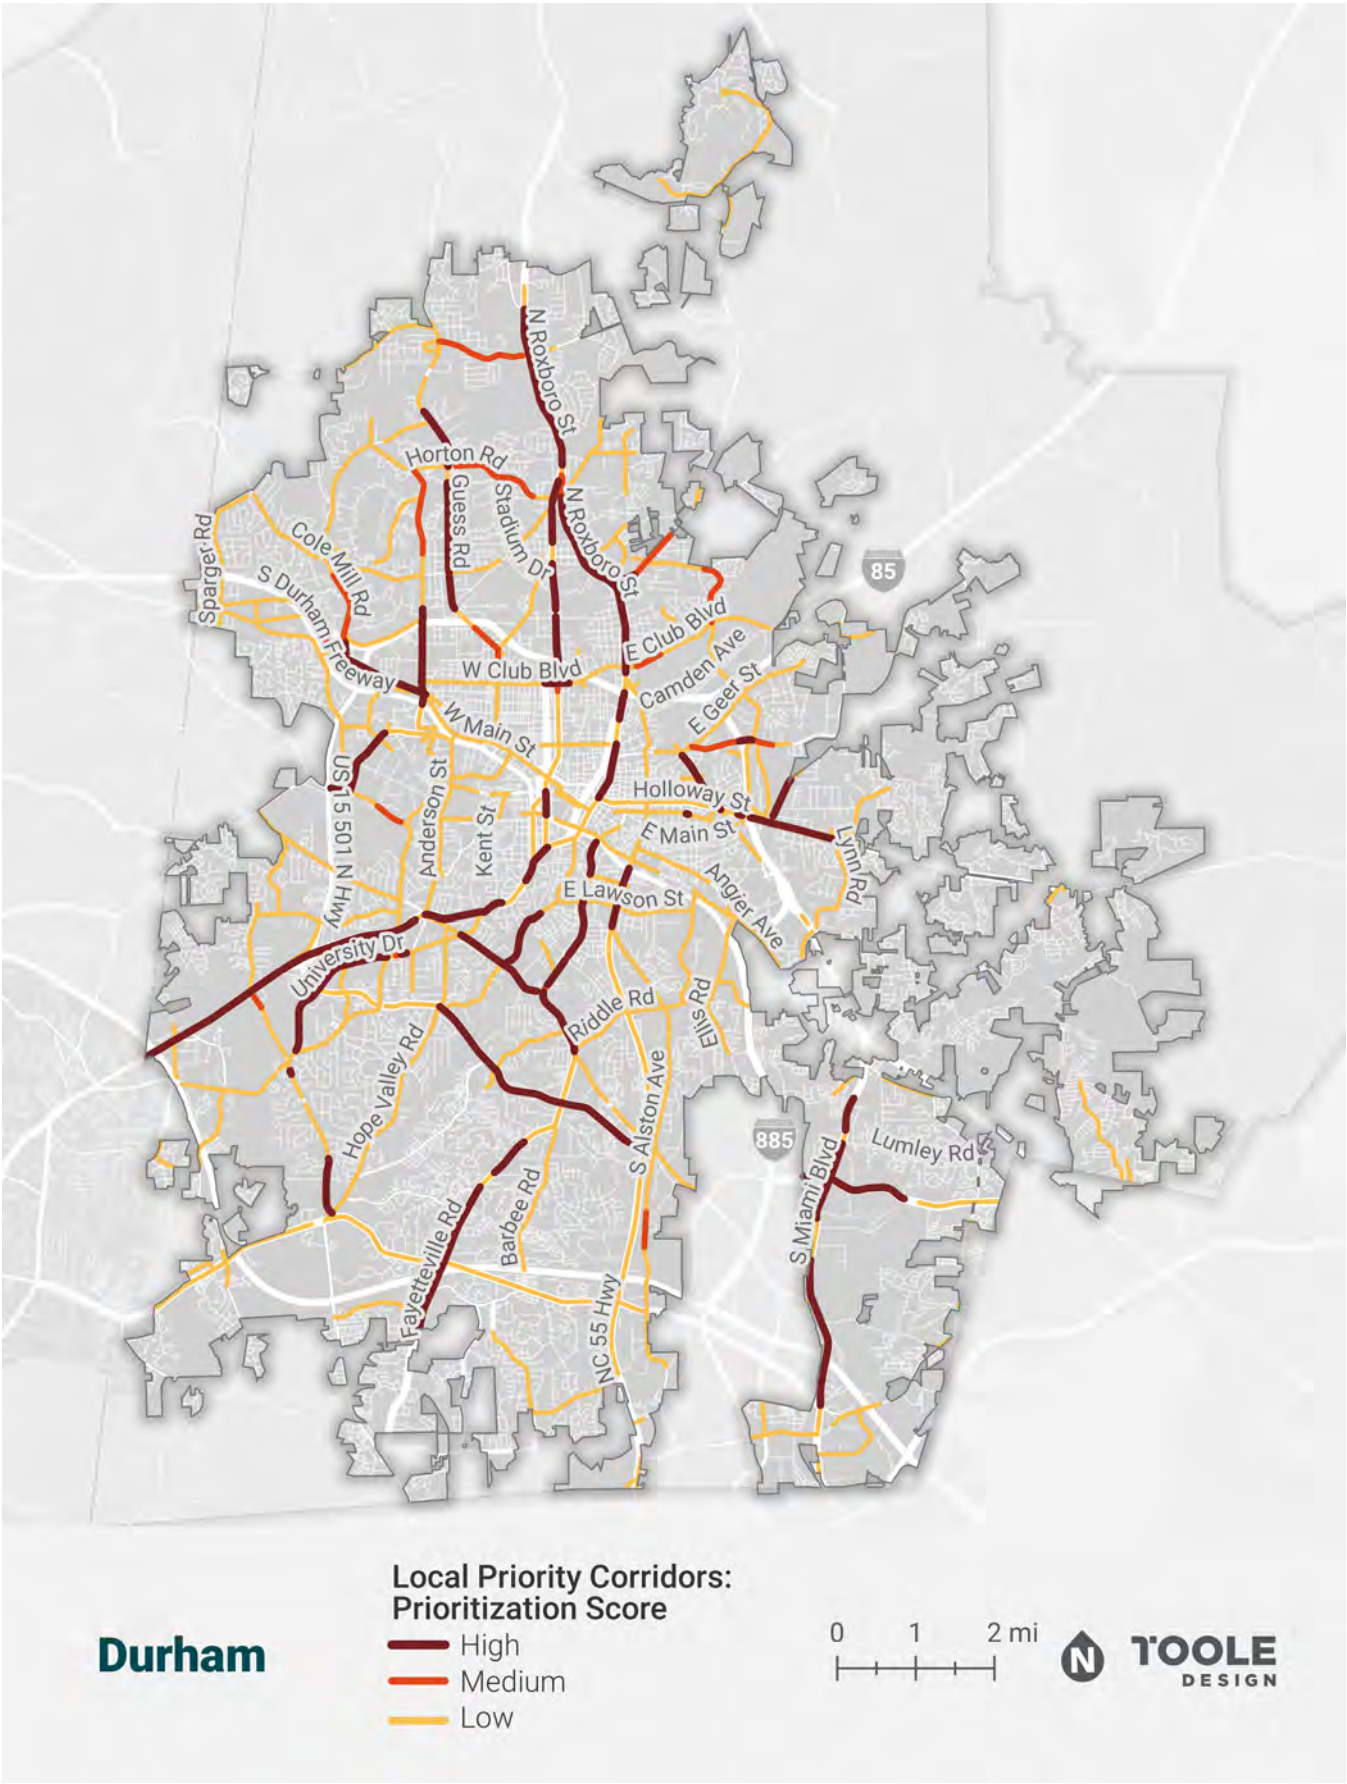 N Roxboro St
Horton Rd
Guess Rd
Stadium Dr
N Roxboro St
Sparger Rd
Cole Mill Rd
S Durham Freeway
85
E Club Blvd
W Club Blvd
Camden Ave
E Geer St
W Main St
US 15 501 N Hwy
Anderson St
Kent St
Holloway St
E Main St
Lynn Rd
Angier Ave
E Lawson St
University Dr
Riddle Rd
Ellis Rd
Hope Valley Rd
S Alston Ave
885
Lumley Rd
S Miami Blvd
Barbee Rd
Fayetteville Rd
NC 55 Hwy
Local Priority Corridors:
Prioritization Score
High
Medium
Low
Durham
0 1 2 mi
N
TOOLE
DESIGN